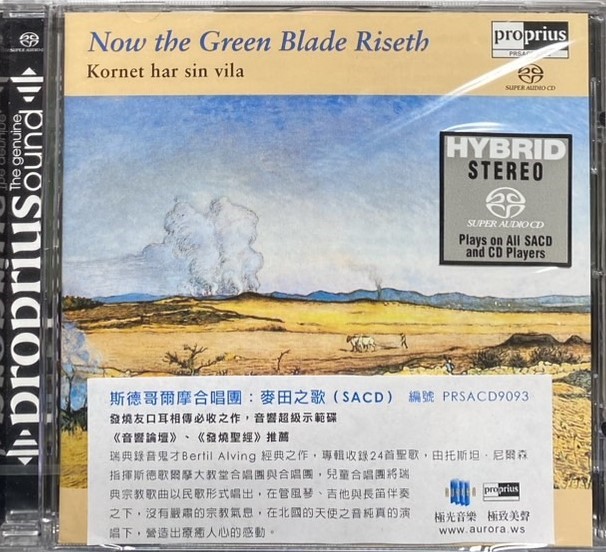 Now the Green Blade Riseth
Kornet har sin vila
proprius
SUPER AUDIO CD
HYBRID
STEREO
SUPER AUDIO CD
Plays on All SACD
and CD Players
SUPER AUDIO CD
The genuine
propriusSound
斯德哥爾摩合唱團：麥田之歌 (SACD) 編號 PRSACD9093
發燒友口耳相傳必收之作，音響超級示範碟
《音響論壇》、《發燒聖經》推薦
瑞典錄音鬼才Bertil Alving 經典之作，專輯收錄24首聖歌，由托斯坦．尼爾森
指揮斯德歌爾摩大教堂合唱團與合唱團，兒童合唱團將瑞
典宗教歌曲以民歌形式唱出，在管風琴、吉他與長笛伴奏
之下，沒有嚴肅的宗教氣息，在北國的天使之音純真的演
唱下，營造出療癒人心的感動。
proprius
極光音樂 極致美聲
www.aurora.ws